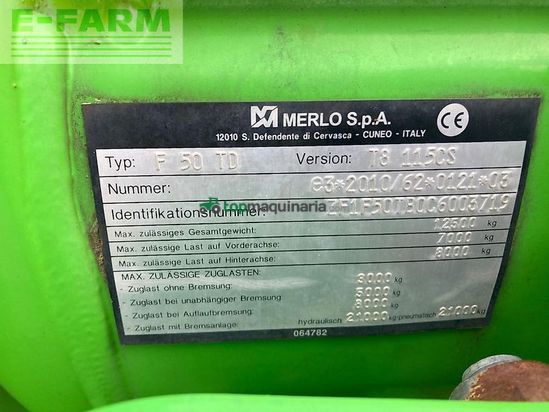 E-FARM
MERLO S.p.A.
12010 S. Defendente di Cervasca - CUNEO - ITALY
CE
Typ: F 50 TD Version: T8 115CS
Nummer: e3*2010/62*0121*03
topmaquinaria
Identifikationsnummer:
Max. zulässiges Gesamtgewicht: 12500 kg
Max. zulässige Last auf Vorderachse: 7000 kg
Max. zulässige Last auf Hinterachse: 8000 kg
MAX. ZULÄSSIGE ZUGLASTEN:
- Zuglast ohne Bremsung: 3000 kg
- Zuglast bei unabhängiger Bremsung: 5000 kg
- Zuglast bei Auflaufbremsung: 8000 kg
- Zuglast mit Bremsanlage: hydraulisch 21000 kg-pneumatisch 21000 kg
064782